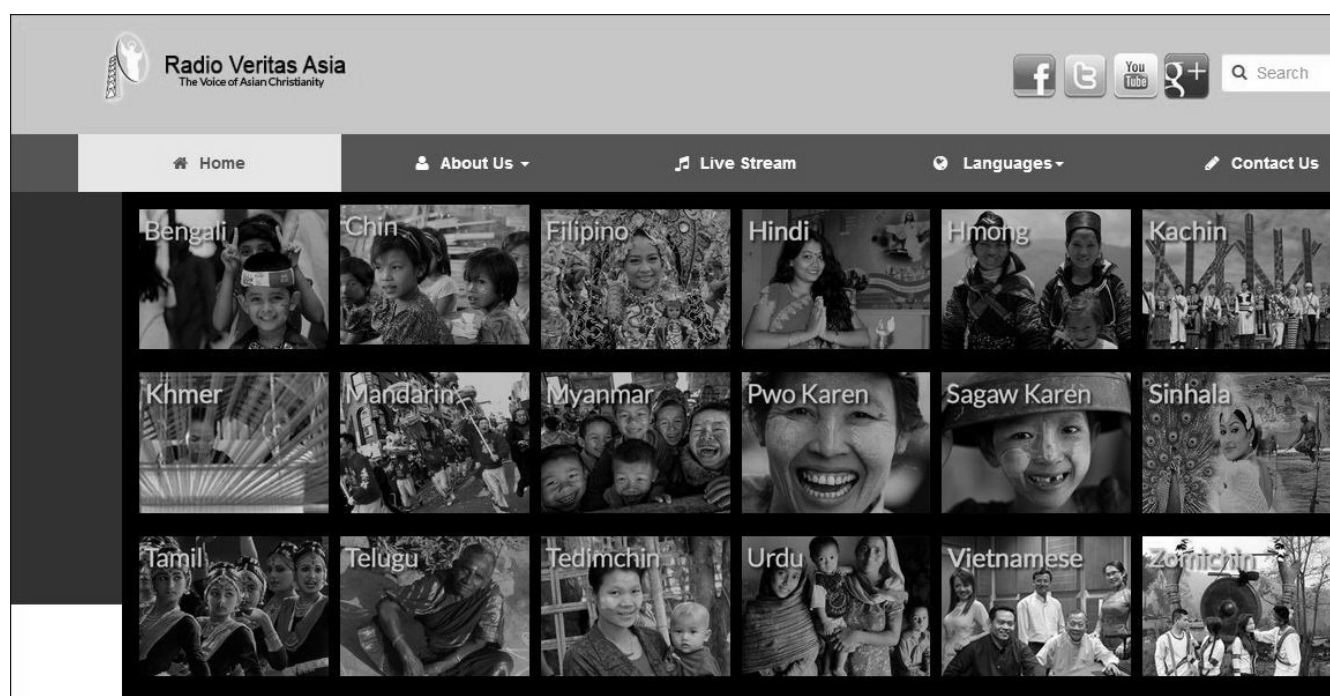 Radio Veritas Asia
The Voice of Asian Christianity
f
You
Tube
g+
Search
Home
About Us
Live Stream
Languages
Contact Us
Bengali
Chin
Filipino
Hindi
Hmong
Kachin
Khmer
Mandarin
Myanmar
Pwo Karen
Sagaw Karen
Sinhala
Tamil
Telugu
Tedimchin
Urdu
Vietnamese
Zomichin